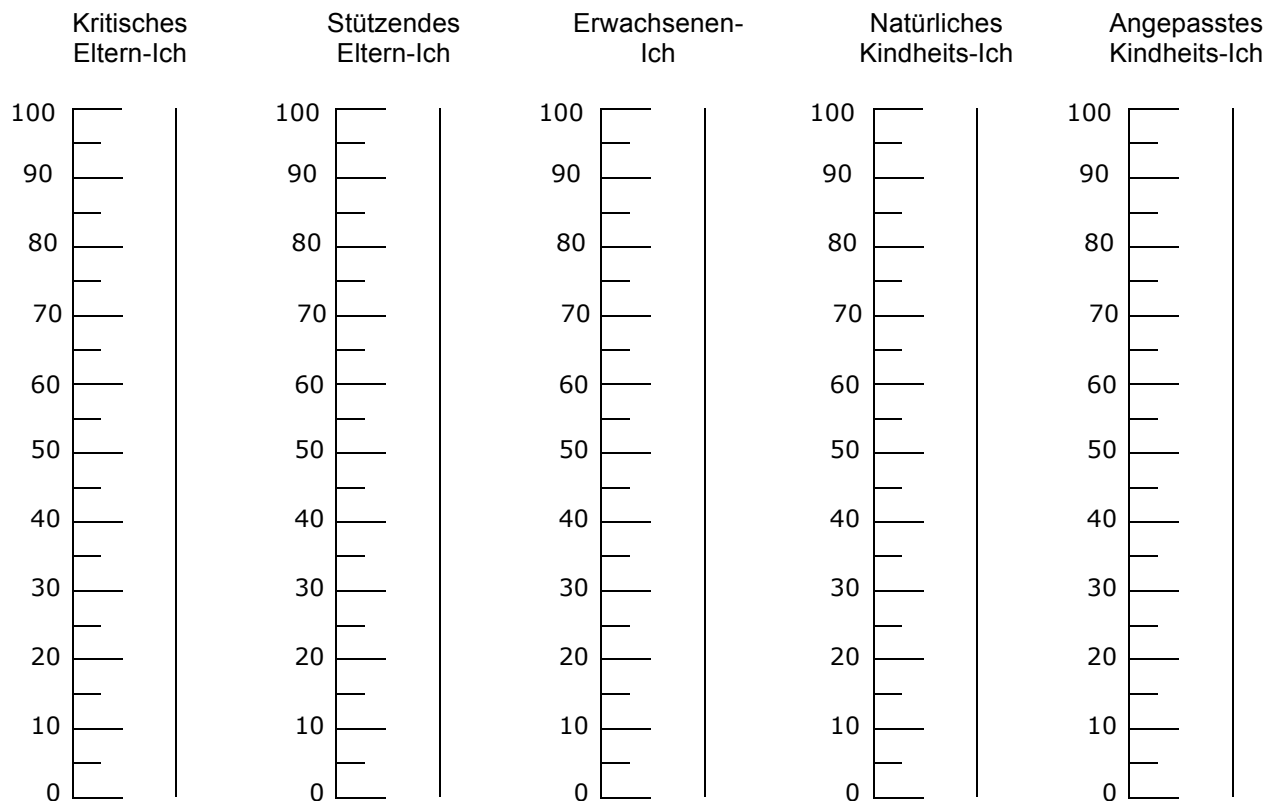 Kritisches
Eltern-Ich
Stützendes
Eltern-Ich
Erwachsenen-
Ich
Natürliches
Kindheits-Ich
Angepasstes
Kindheits-Ich
100 100 100 100 100
90 90 90 90 90
80 80 80 80 80
70 70 70 70 70
60 60 60 60 60
50 50 50 50 50
40 40 40 40 40
30 30 30 30 30
20 20 20 20 20
10 10 10 10 10
0 0 0 0 0